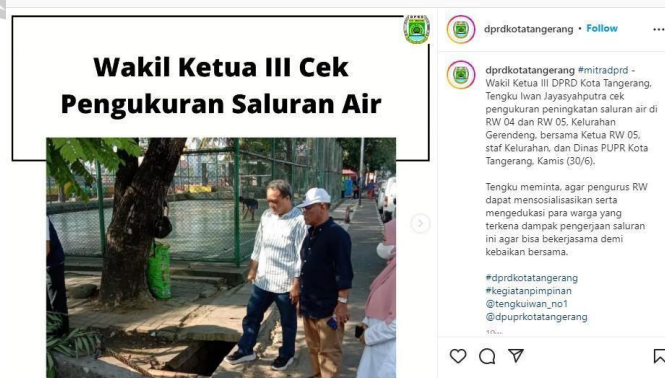 DPRD
Wakil Ketua III Cek
Pengukuran Saluran Air
dprdkotatangerang • Follow
dprdkotatangerang #mitradprd -
Wakil Ketua III DPRD Kota Tangerang,
Tengku Iwan Jayasyahputra cek
pengukuran peningkatan saluran air di
RW 04 dan RW 05, Kelurahan
Gerendeng, bersama Ketua RW 05,
staf Kelurahan, dan Dinas PUPR Kota
Tangerang, Kamis (30/6).
Tengku meminta, agar pengurus RW
dapat mensosialisasikan serta
mengedukasi para warga yang
terkena dampak pengerjaan saluran
ini agar bisa bekerjasama demi
kebaikan bersama.
#dprdkotatangerang
#kegiatanpimpinan
@tengkuiwan_no1
@dpuprkotatangerang